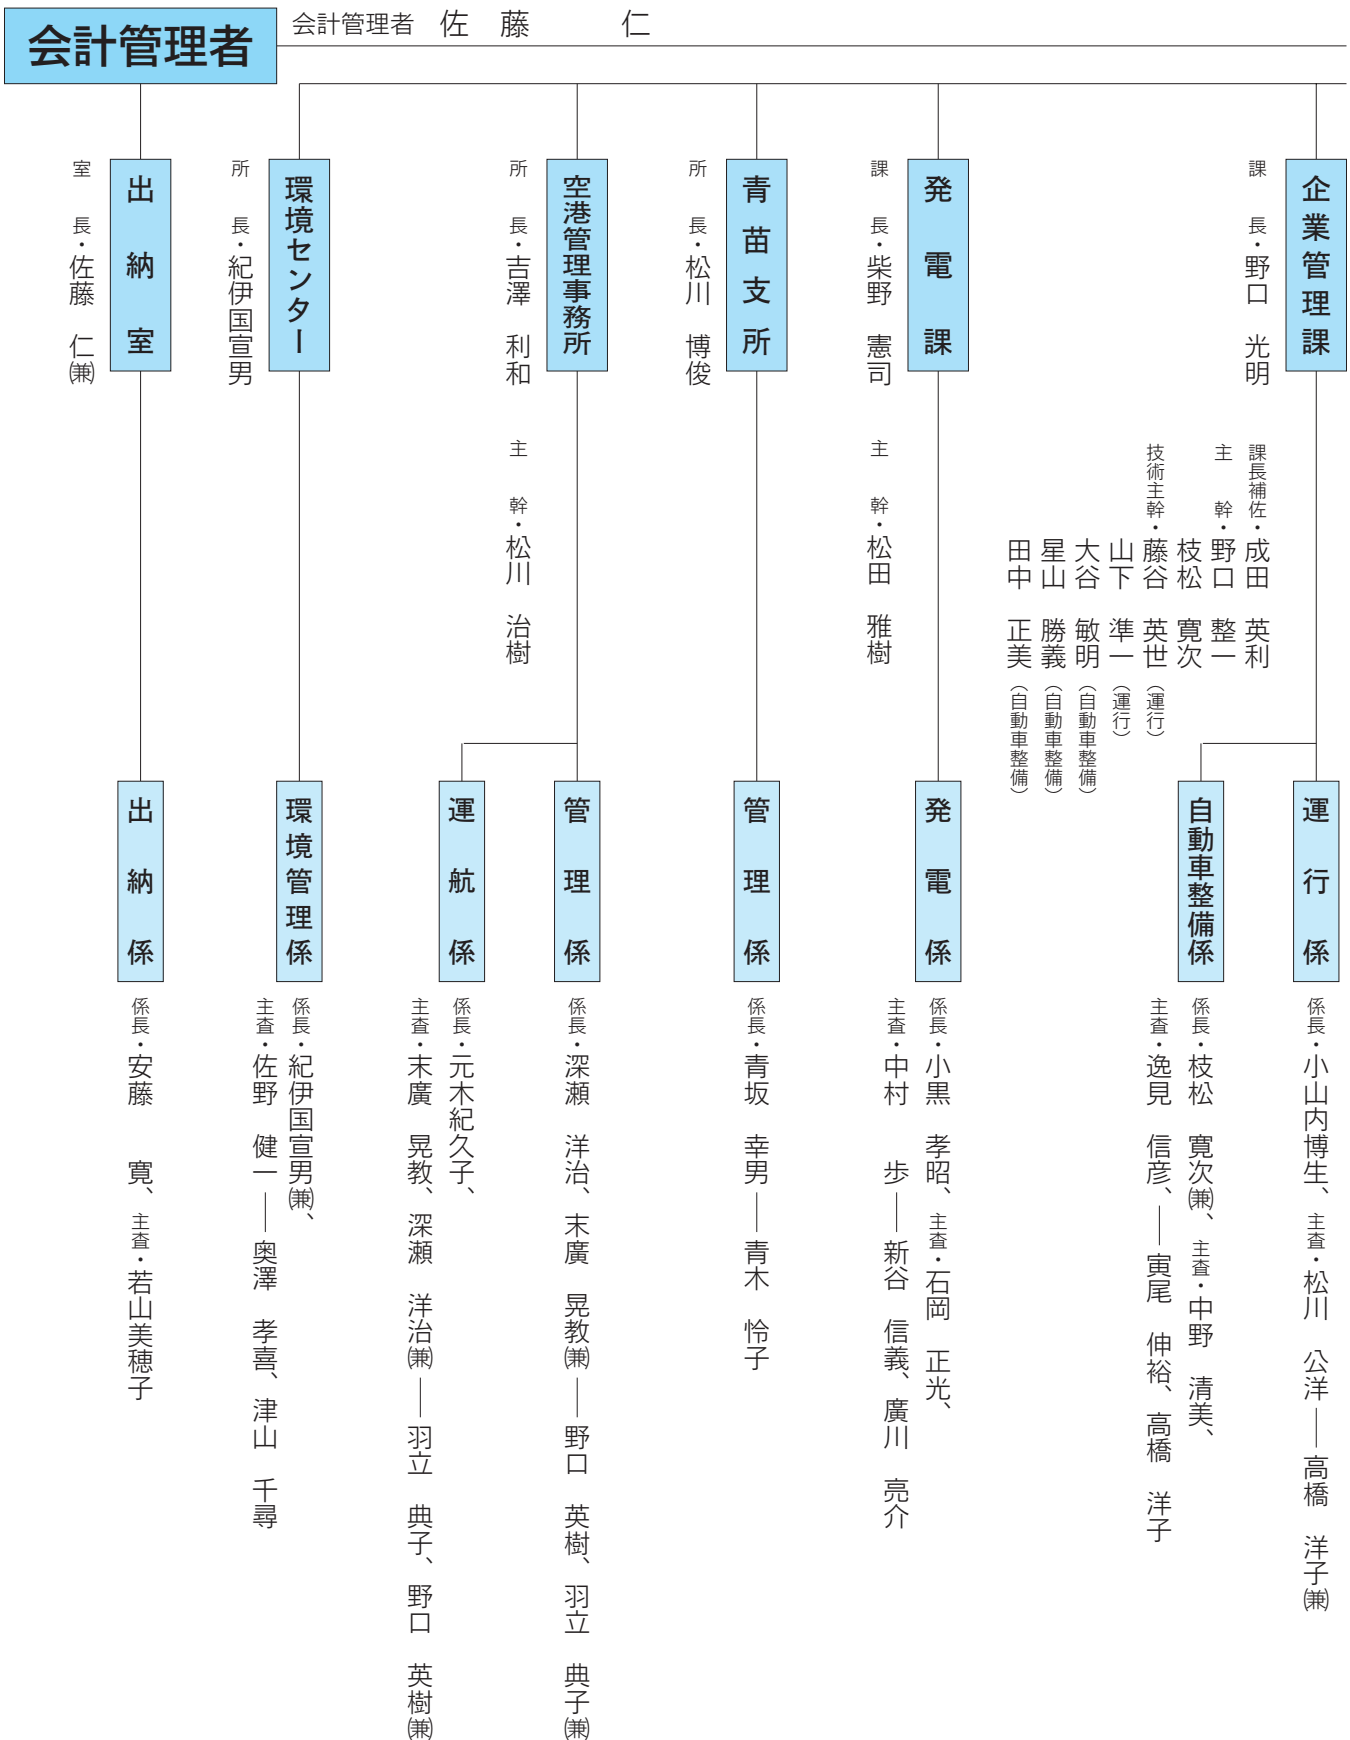 会計管理者
会計管理者 佐藤 仁
企業管理課
課長・野口 光明
課長補佐・成田 英利
主幹・野口 整一
枝松 寛次
技術主幹・藤谷 英世(運行)
山下 準一(運行)
大谷 敏明(自動車整備)
星山 勝義(自動車整備)
田中 正美(自動車整備)
運行係
係長・小山内博生、主査・松川 公洋──高橋 洋子㈱
自動車整備係
係長・枝松 寛次(兼)、主査・中野 清美、
主査・逸見 信彦、──寅尾 伸裕、高橋 洋子
発電課
課長・柴野 憲司
主幹・松田 雅樹
発電係
係長・小黒 孝昭、主査・石岡 正光、
主査・中村 歩──新谷 信義、廣川 亮介
青苗支所
所長・松川 博俊
管理係
係長・青坂 幸男──青木 怜子
空港管理事務所
所長・吉澤 利和
主幹・松川 治樹
管理係
係長・深瀬 洋治、末廣 晃教(兼)──野口 英樹、羽立 典子(兼)
運航係
係長・元木紀久子、
主査・末廣 晃教、深瀬 洋治(兼)──羽立 典子、野口 英樹(兼)
環境センター
所長・紀伊国宣男
環境管理係
係長・紀伊国宣男(兼)、
主査・佐野 健一──奥澤 孝喜、津山 千尋
出納室
室長・佐藤 仁(兼)
出納係
係長・安藤 寛、主査・若山美穂子